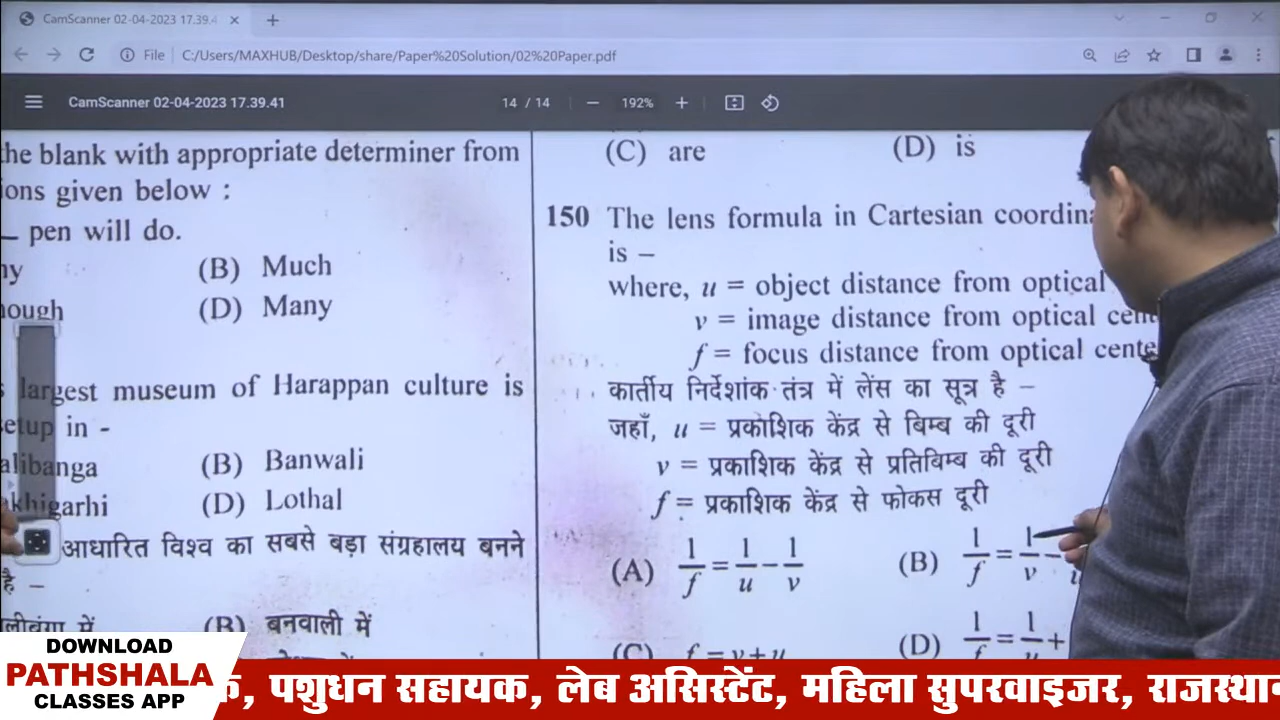 CamScanner 02-04-2023 17.39.4
File C:/Users/MAXHUB/Desktop/share/Paper%20Solution/02%20Paper.pdf
CamScanner 02-04-2023 17.39.41
14 / 14
192%
the blank with appropriate determiner from
ions given below :
pen will do.
(B) Much
(D) Many
largest museum of Harappan culture is
setup in -
(B) Banwali
(D) Lothal
आधारित विश्व का सबसे बड़ा संग्रहालय बनने
है –
(B) बनवाली में
(C) are
(D) is
150 The lens formula in Cartesian
is –
where, u = object distance from optical
v = image distance from optical
f = focus distance from optical
कार्तीय निर्देशांक तंत्र में लेंस का सूत्र है –
जहाँ, u = प्रकाशिक केंद्र से बिम्ब की दूरी
v = प्रकाशिक केंद्र से प्रतिबिम्ब की दूरी
f = प्रकाशिक केंद्र से फोकस दूरी
(A) 1/f = 1/u − 1/v
(B) 1/f = 1/v −
(C) f = v + u
(D) 1/f = 1/u +
DOWNLOAD
PATHSHALA
CLASSES APP
पशुधन सहायक, लेब असिस्टेंट, महिला सुपरवाइजर,